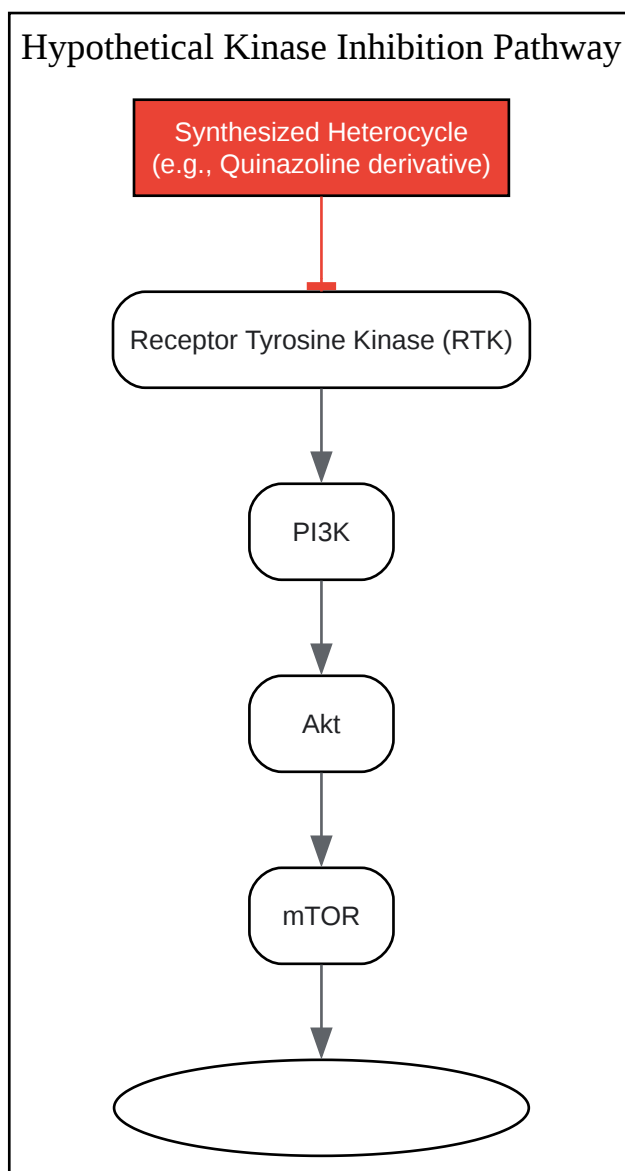 Hypothetical Kinase Inhibition Pathway
Synthesized Heterocycle
(e.g., Quinazoline derivative)
Receptor Tyrosine Kinase (RTK)
PI3K
Akt
mTOR